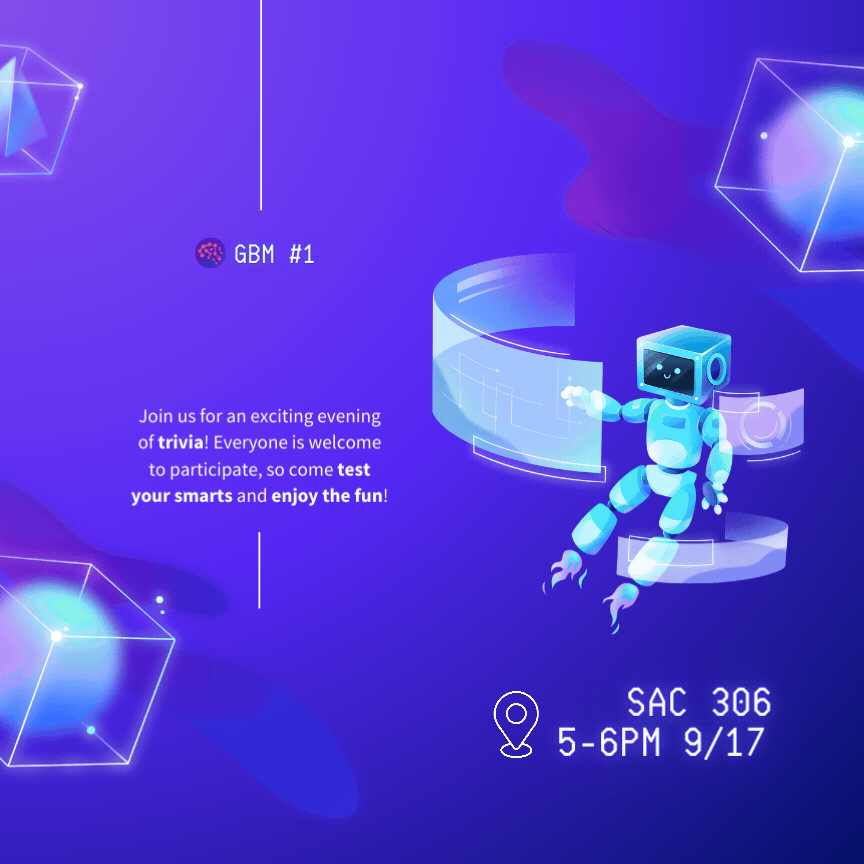 GBM #1
Join us for an exciting evening
of trivia! Everyone is welcome
to participate, so come test
your smarts and enjoy the fun!
SAC 306
5-6PM 9/17